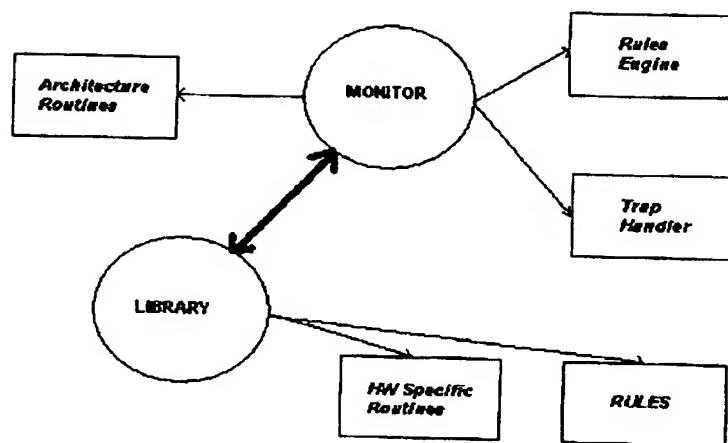 Rules
Engine
Architecture
Routines
MONITOR
Trap
Handler
LIBRARY
HW Specific
Routines
RULES